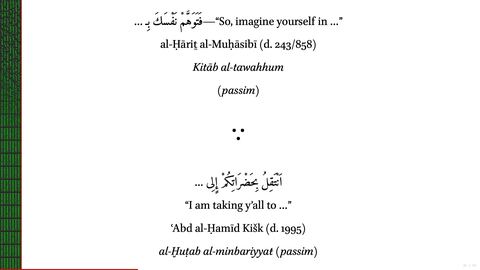 فَتَوَهَّمْ نَفْسَكَ بِـ ...—“So, imagine yourself in ...”
al-Ḥāriṯ al-Muḥāsibī (d. 243/858)
Kitāb al-tawahhum
(passim)
أَنْتَقِلُ بِحَضْرَاتِكُمْ إِلى ...
“I am taking y’all to ...”
ʿAbd al-Ḥamīd Kišk (d. 1995)
al-Ḫuṭab al-minbariyyaẗ (passim)